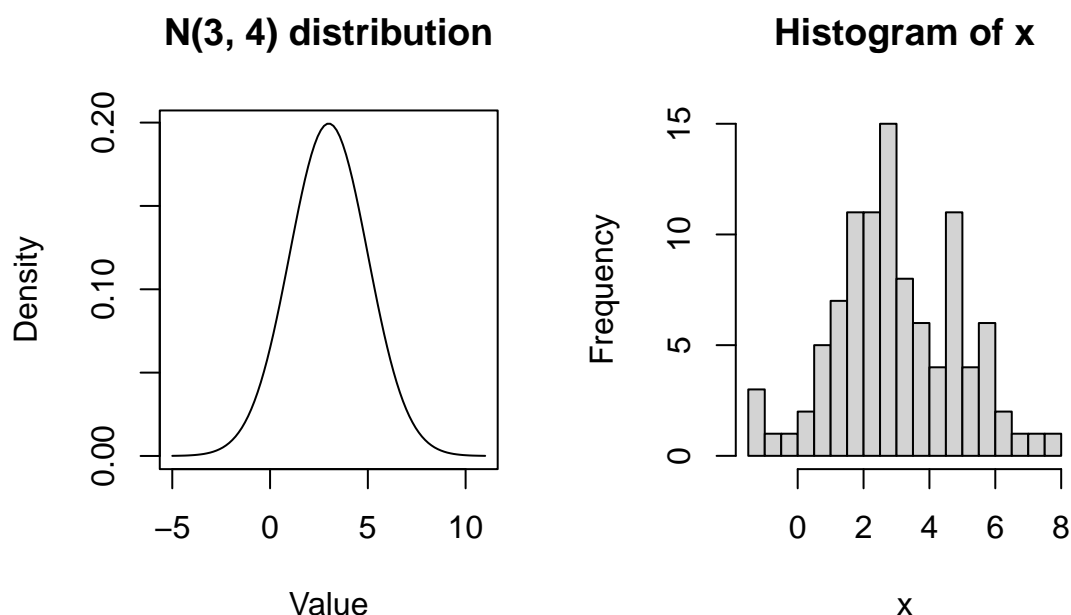 N(3, 4) distribution
Density
0.20
0.10
0.00
−5 0 5 10
Value
Histogram of x
Frequency
15
10
5
0
0 2 4 6 8
x